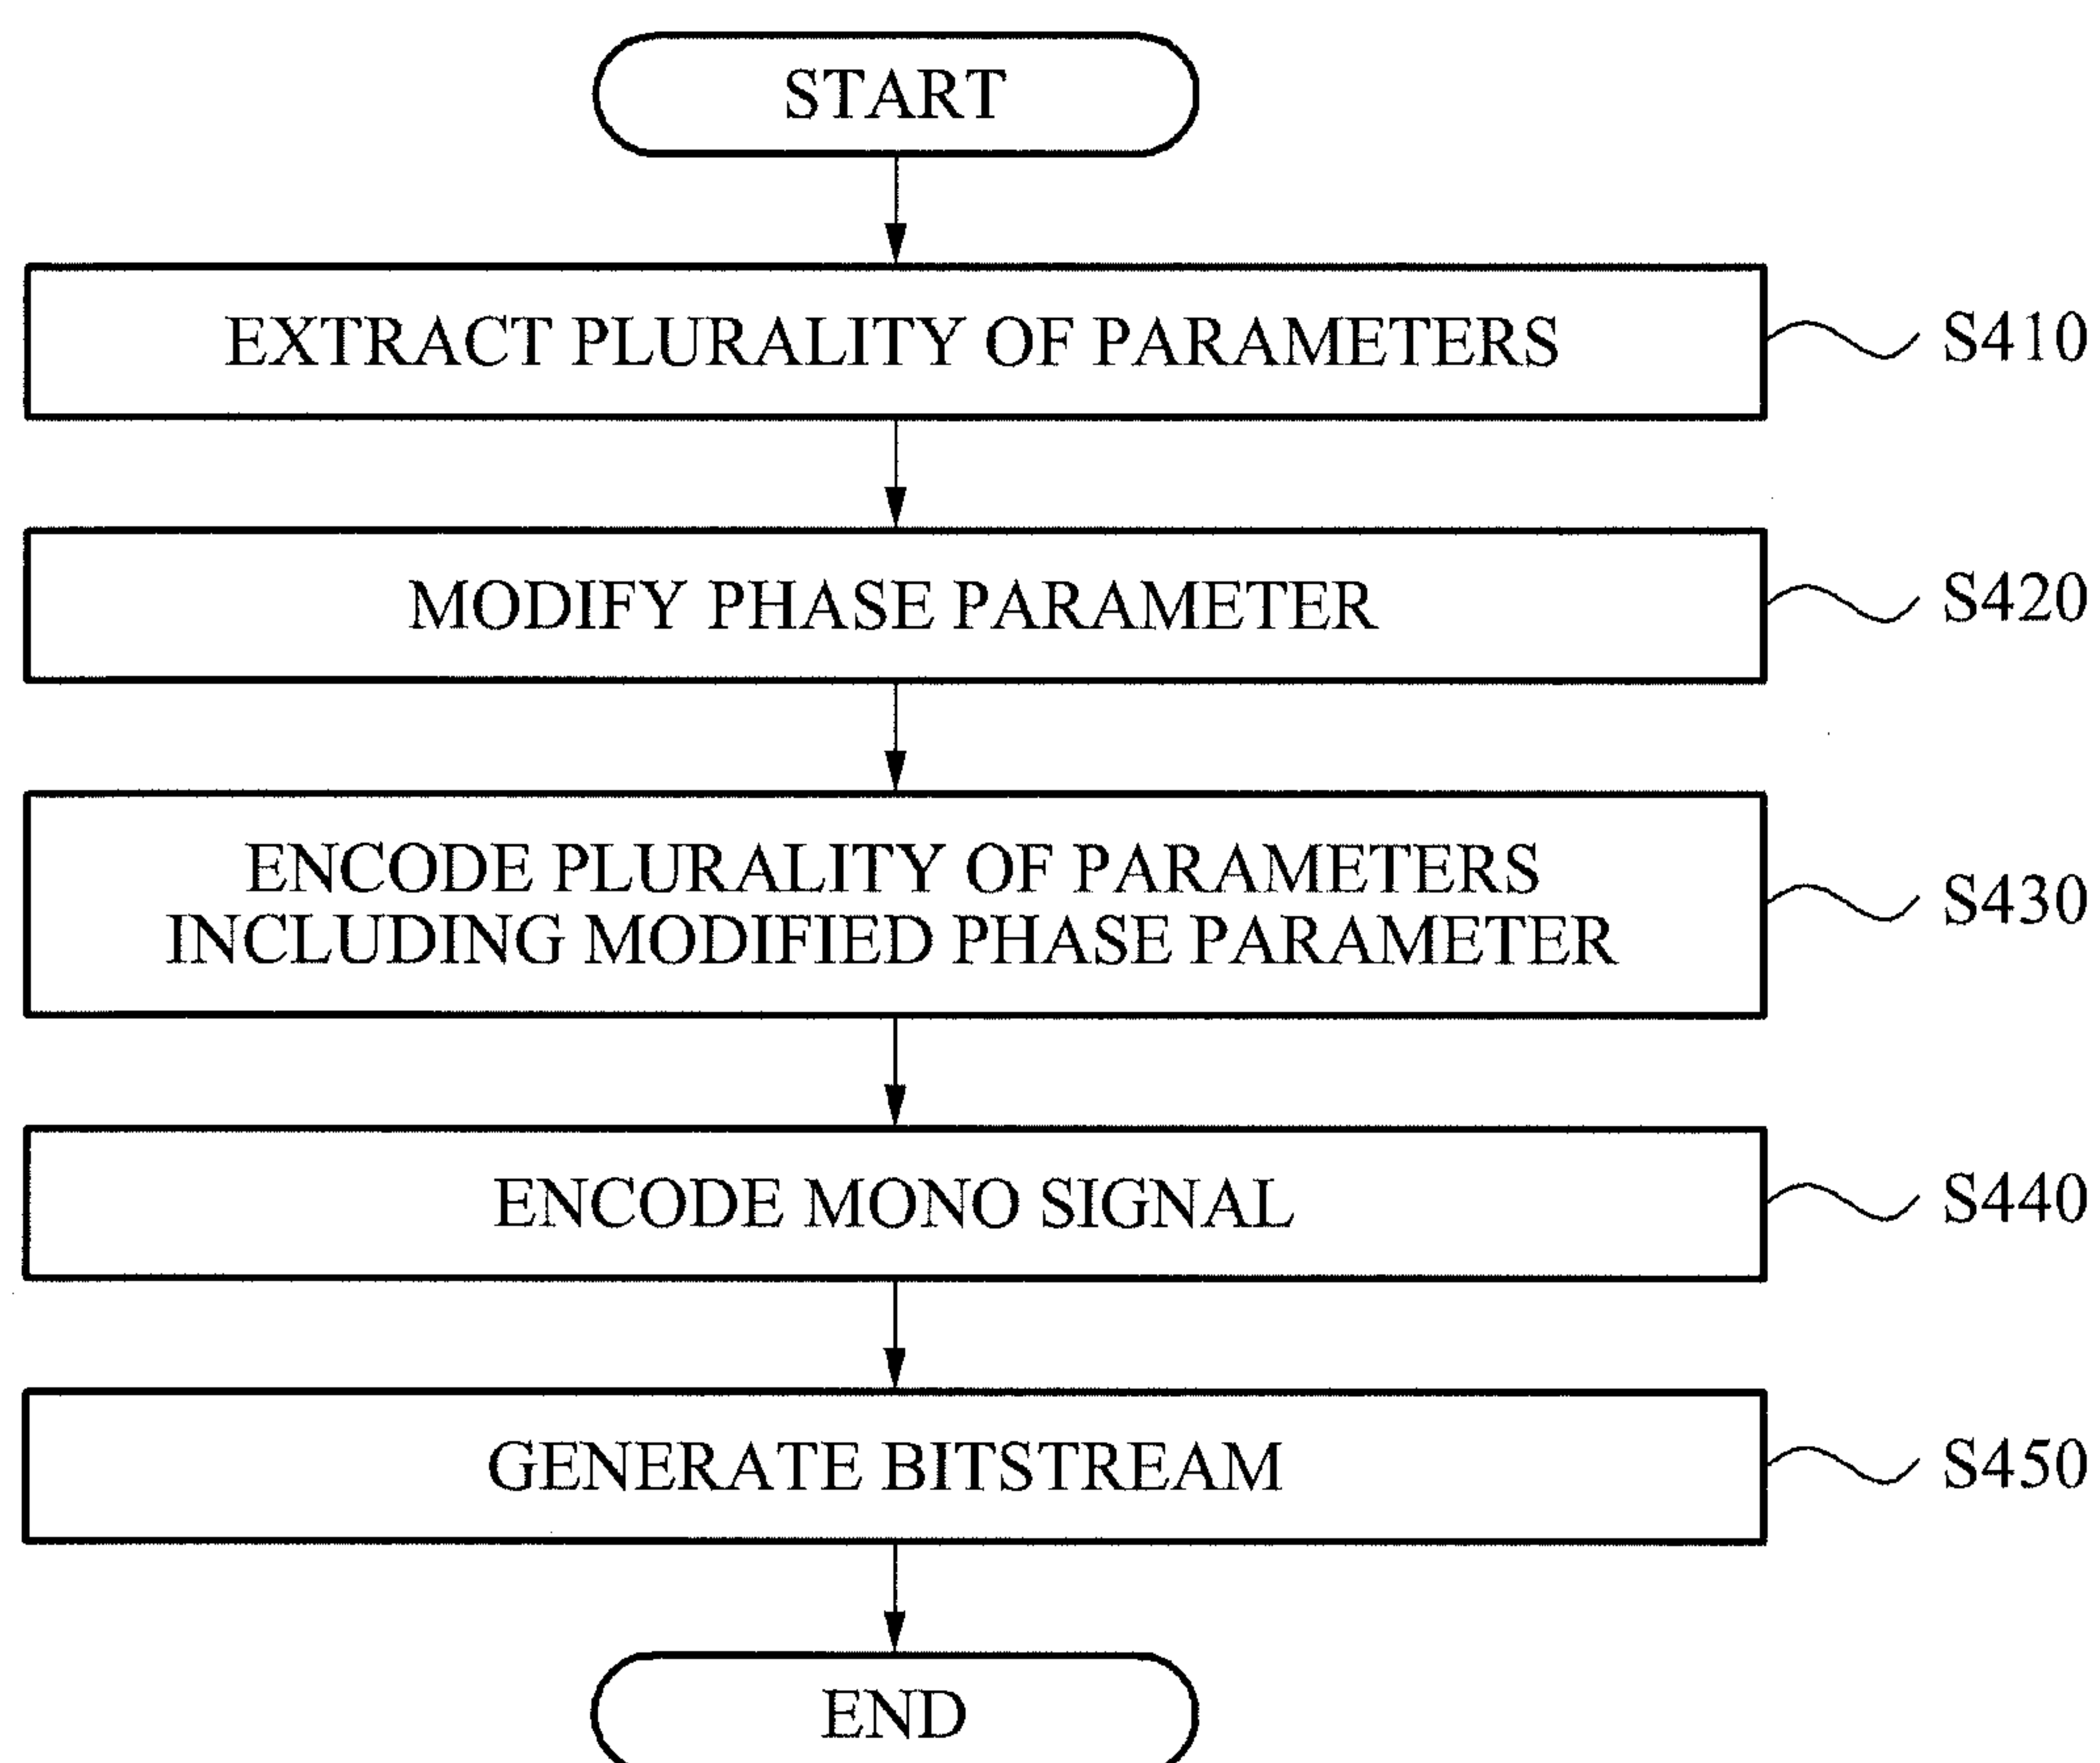 START
EXTRACT PLURALITY OF PARAMETERS
S410
MODIFY PHASE PARAMETER
S420
ENCODE PLURALITY OF PARAMETERS
INCLUDING MODIFIED PHASE PARAMETER
S430
ENCODE MONO SIGNAL
S440
GENERATE BITSTREAM
S450
END